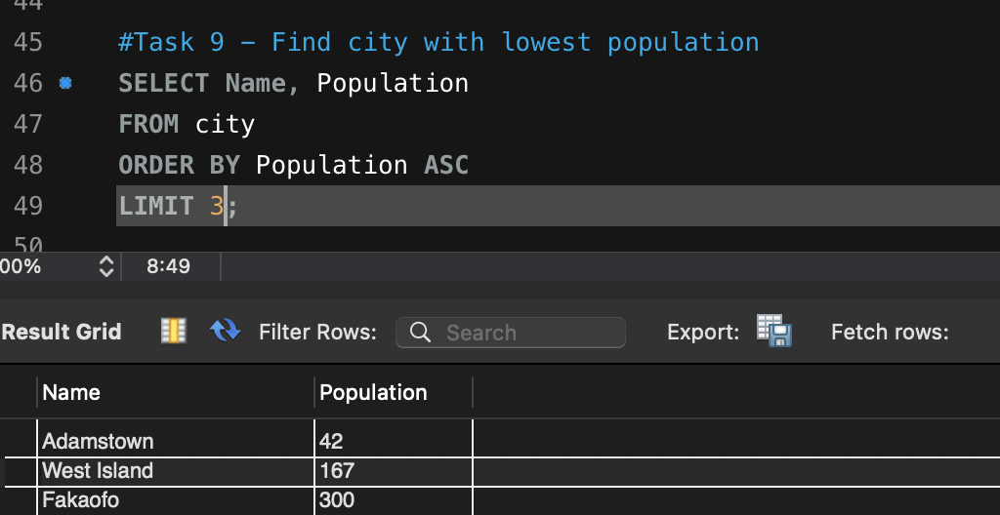 44
45 #Task 9 - Find city with lowest population
46 SELECT Name, Population
47 FROM city
48 ORDER BY Population ASC
49 LIMIT 3;
50
00% 8:49
Result Grid Filter Rows: Search Export: Fetch rows:
Name Population
Adamstown 42
West Island 167
Fakaofo 300